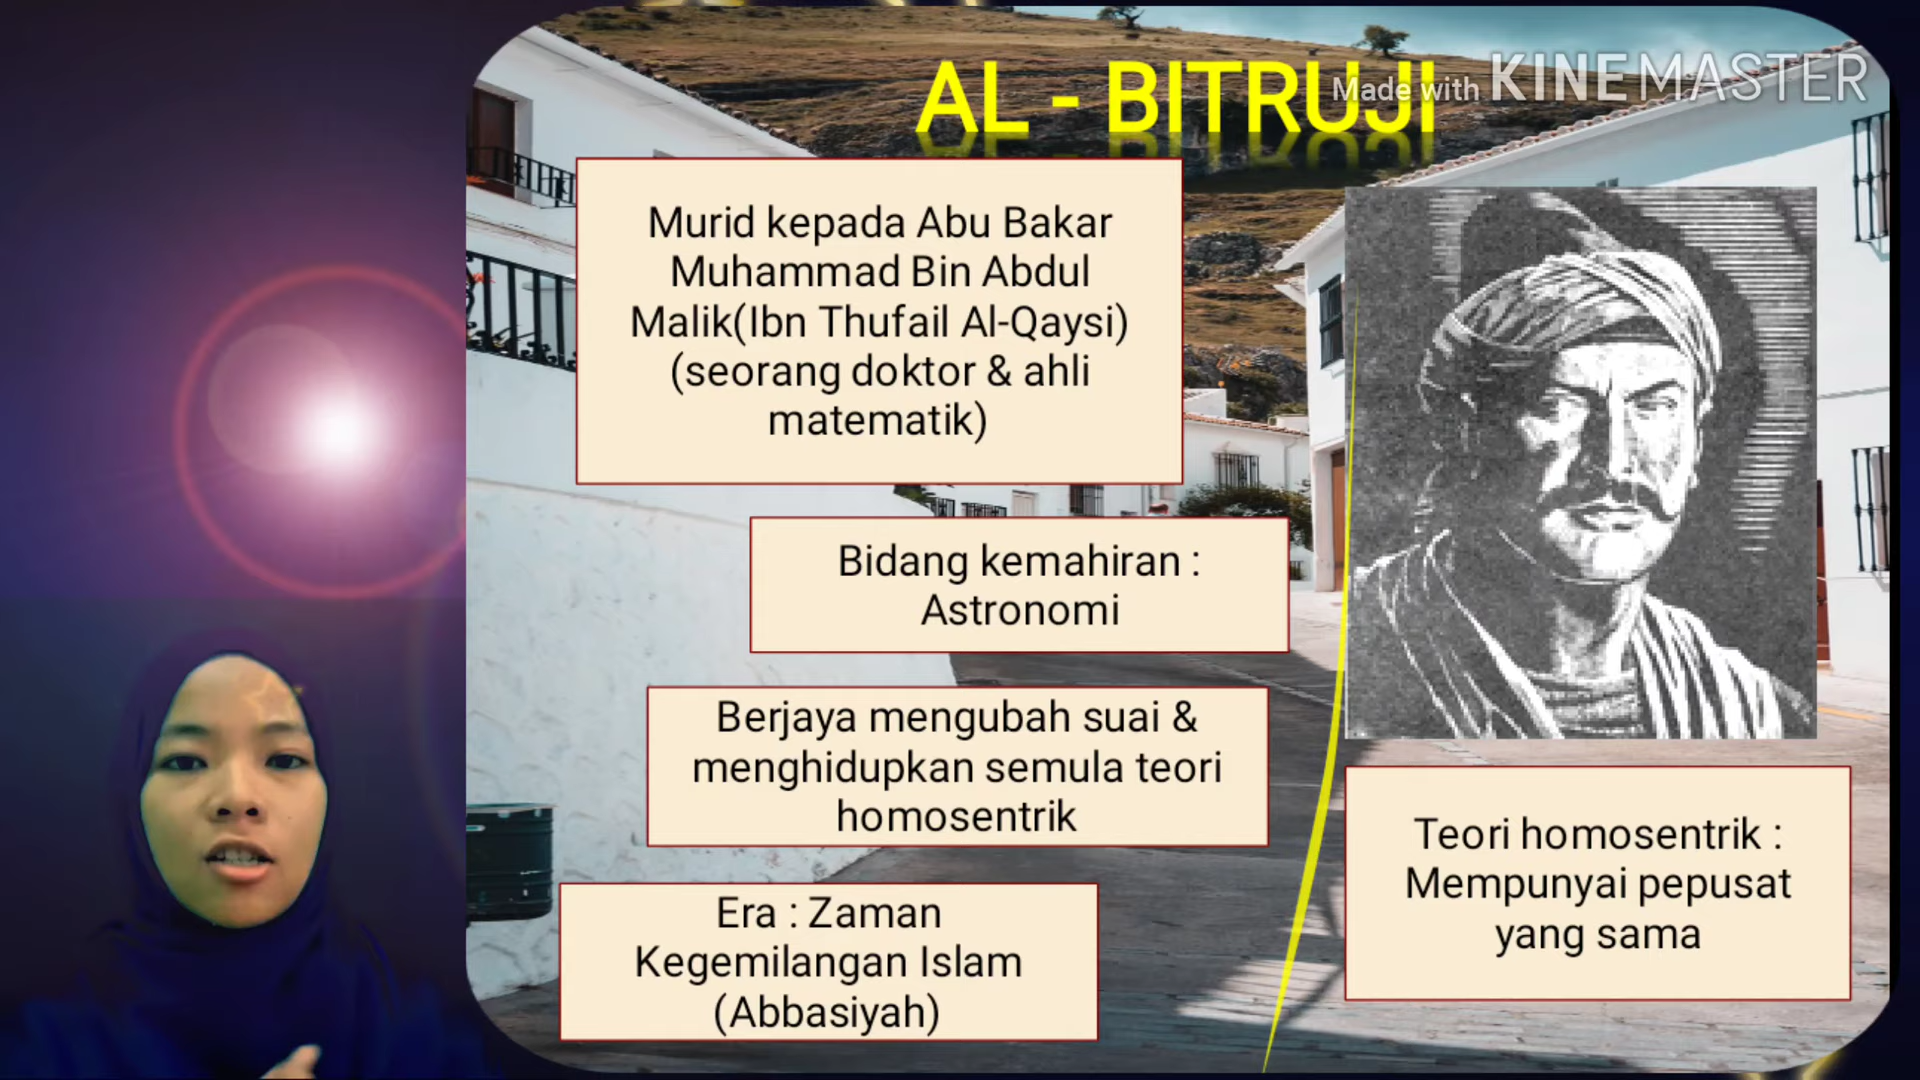 AL - BITRUJI
Made with KINEMASTER
Murid kepada Abu Bakar
Muhammad Bin Abdul
Malik(Ibn Thufail Al-Qaysi)
(seorang doktor & ahli
matematik)
Bidang kemahiran :
Astronomi
Berjaya mengubah suai &
menghidupkan semula teori
homosentrik
Era : Zaman
Kegemilangan Islam
(Abbasiyah)
Teori homosentrik :
Mempunyai pepusat
yang sama